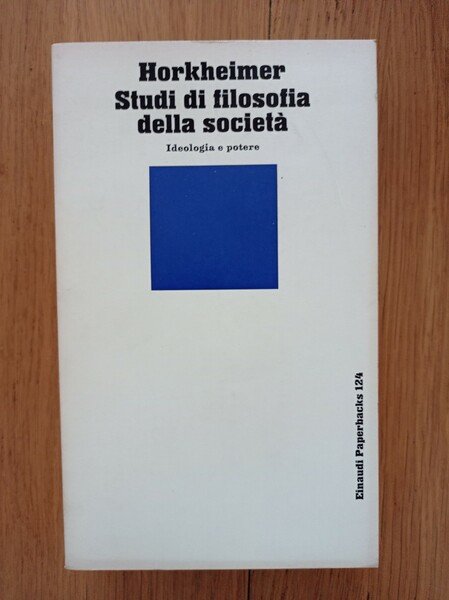 Horkheimer
Studi di filosofia
della società
Ideologia e potere
Einaudi Paperbacks 124